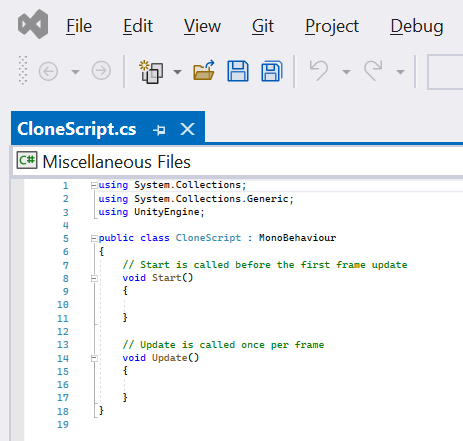 File Edit View Git Project Debug
CloneScript.cs
C# Miscellaneous Files
1 using System.Collections;
2 using System.Collections.Generic;
3 using UnityEngine;
4
5 public class CloneScript : MonoBehaviour
6 {
7 // Start is called before the first frame update
8 void Start()
9 {
10
11 }
12
13 // Update is called once per frame
14 void Update()
15 {
16
17 }
18 }
19